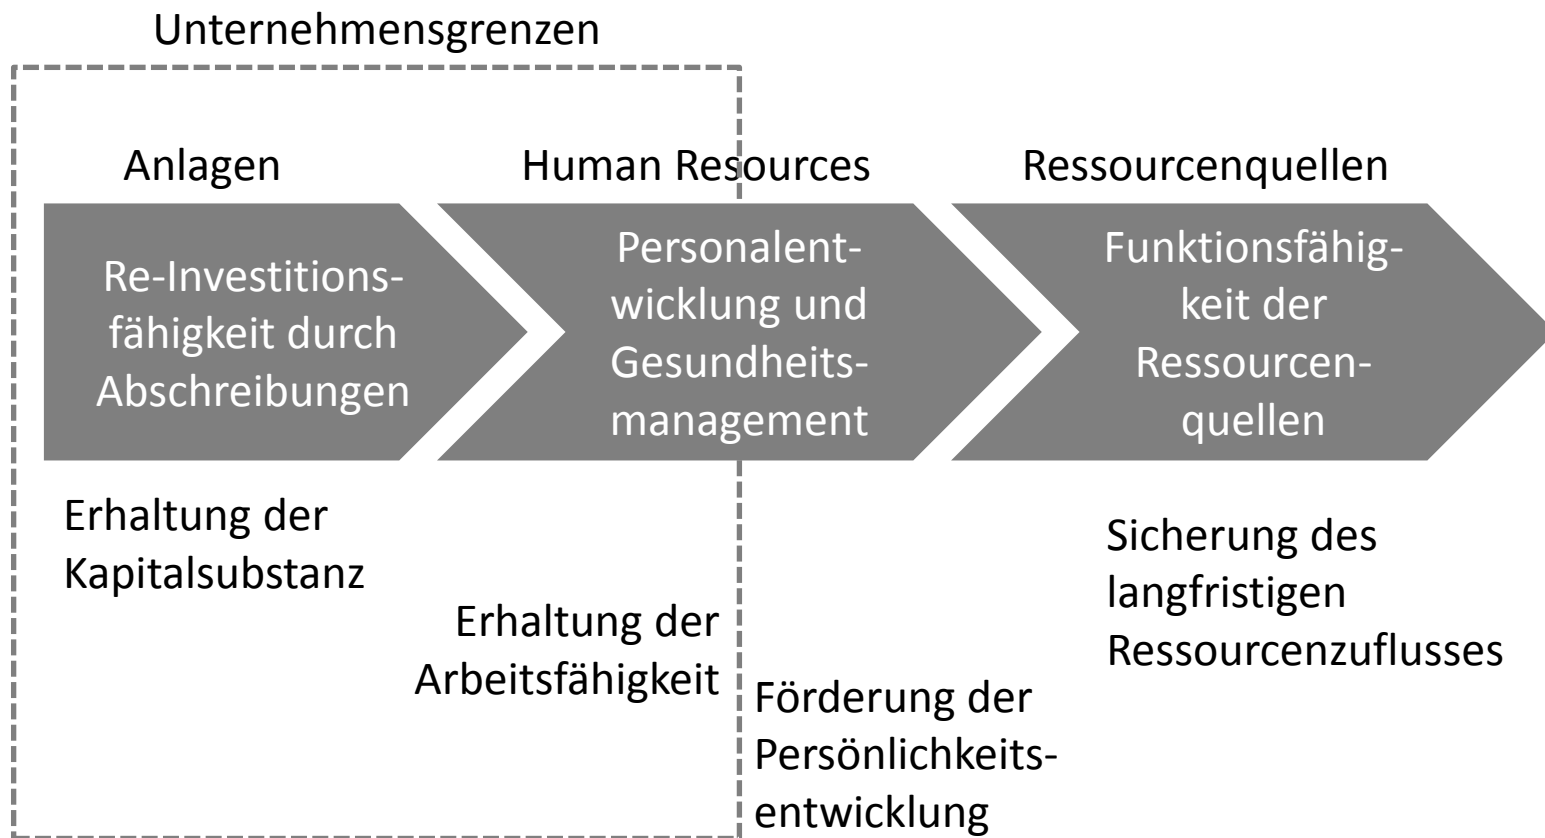 Unternehmensgrenzen
Anlagen
Human Resources
Ressourcenquellen
Re-Investitions-
fähigkeit durch
Abschreibungen
Personalent-
wicklung und
Gesundheits-
management
Funktionsfähig-
keit der
Ressourcen-
quellen
Erhaltung der
Kapitalsubstanz
Erhaltung der
Arbeitsfähigkeit
Förderung der
Persönlichkeits-
entwicklung
Sicherung des
langfristigen
Ressourcenzuflusses